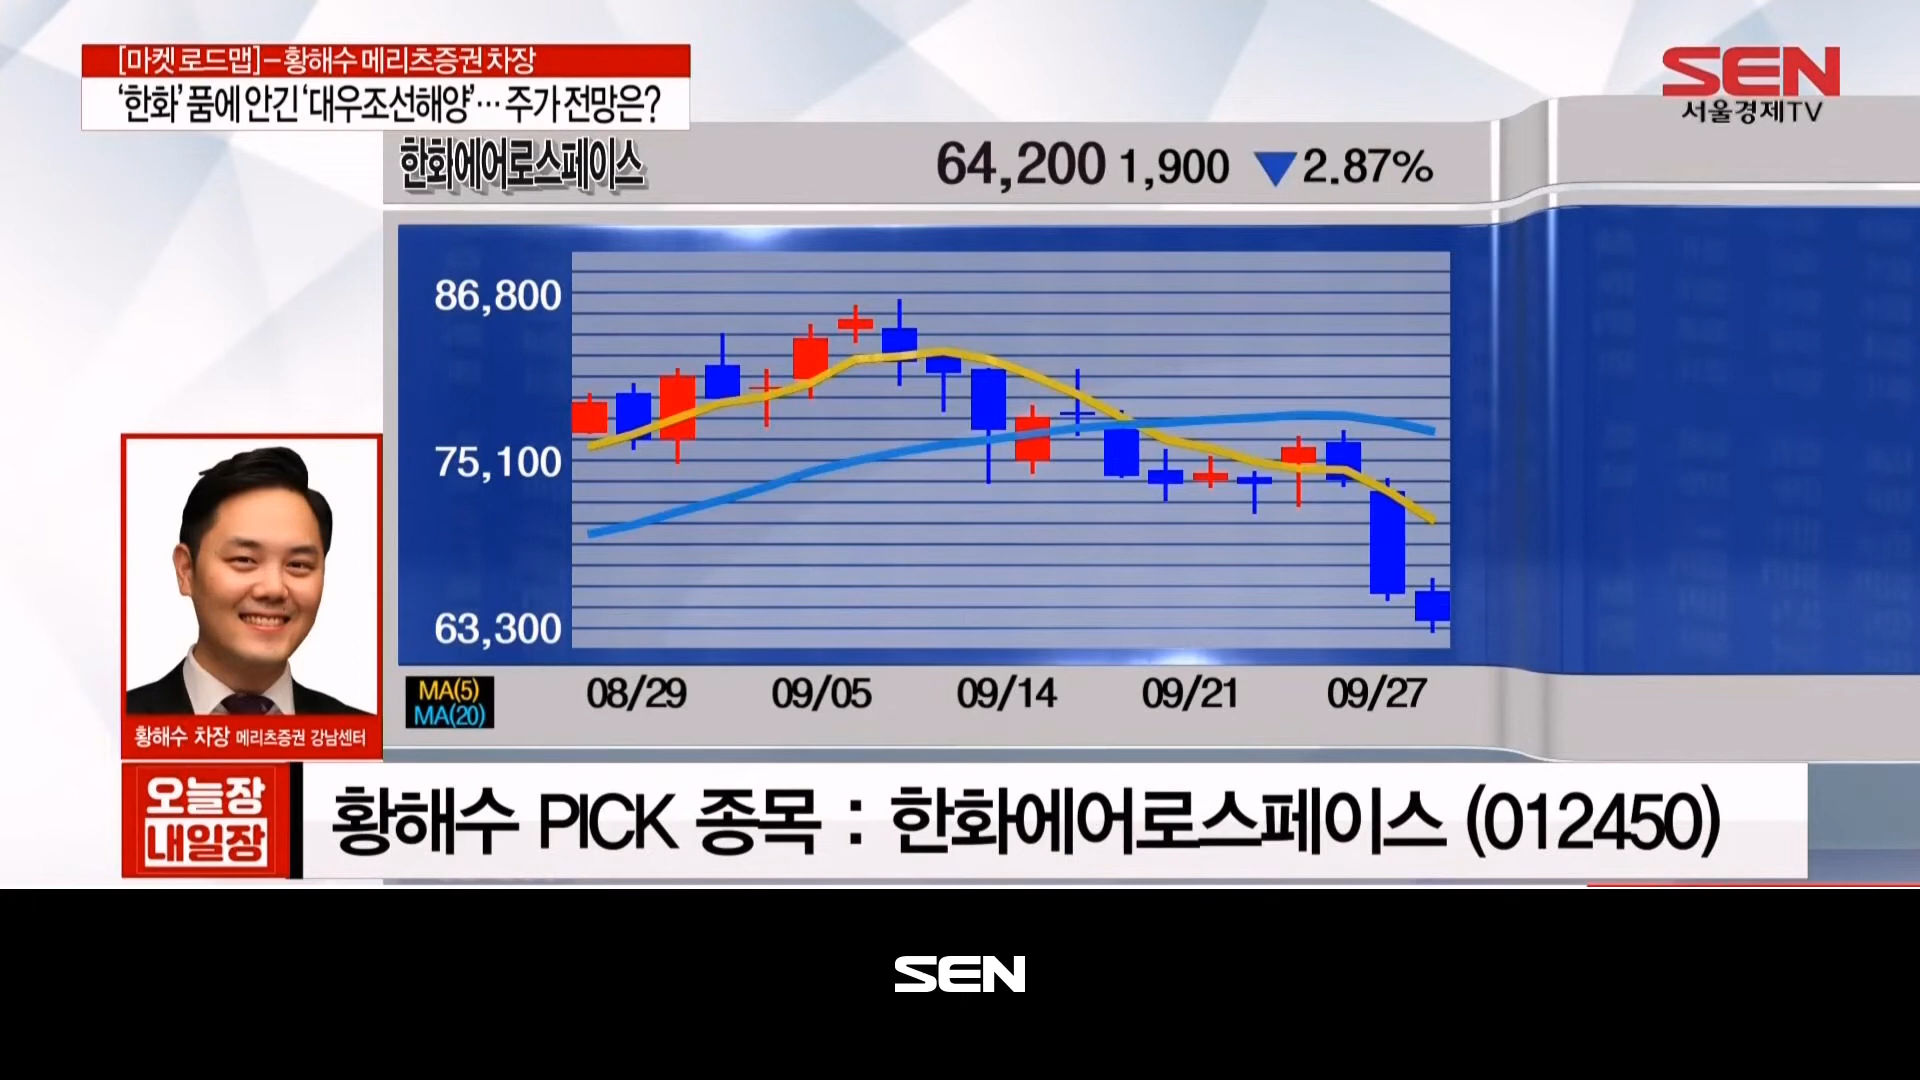 [마켓 로드맵] - 황해수 메리츠증권 차장
‘한화’ 품에 안긴 ‘대우조선해양’… 주가 전망은?
SEN
서울경제TV
한화에어로스페이스 64,200 1,900 ▼2.87%
86,800
75,100
63,300
MA(5)
MA(20)
08/29 09/05 09/14 09/21 09/27
황해수 차장 메리츠증권 강남센터
오늘장
내일장
황해수 PICK 종목 : 한화에어로스페이스 (012450)
SEN